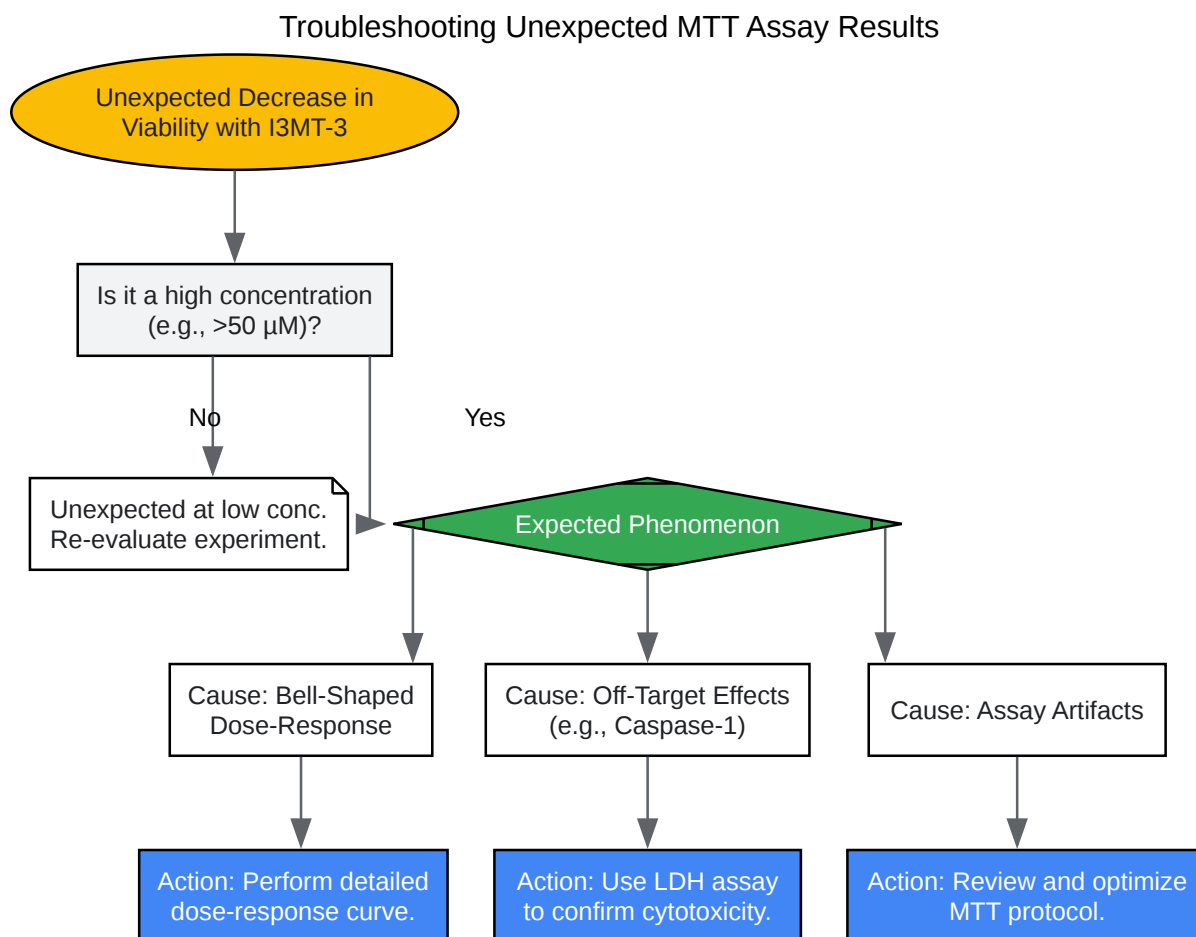 Troubleshooting Unexpected MTT Assay Results
Unexpected Decrease in
Viability with I3MT-3
Is it a high concentration
(e.g., >50 µM)?
No
Yes
Unexpected at low conc.
Re-evaluate experiment.
Expected Phenomenon
Cause: Bell-Shaped
Dose-Response
Cause: Off-Target Effects
(e.g., Caspase-1)
Cause: Assay Artifacts
Action: Perform detailed
dose-response curve.
Action: Use LDH assay
to confirm cytotoxicity.
Action: Review and optimize
MTT protocol.